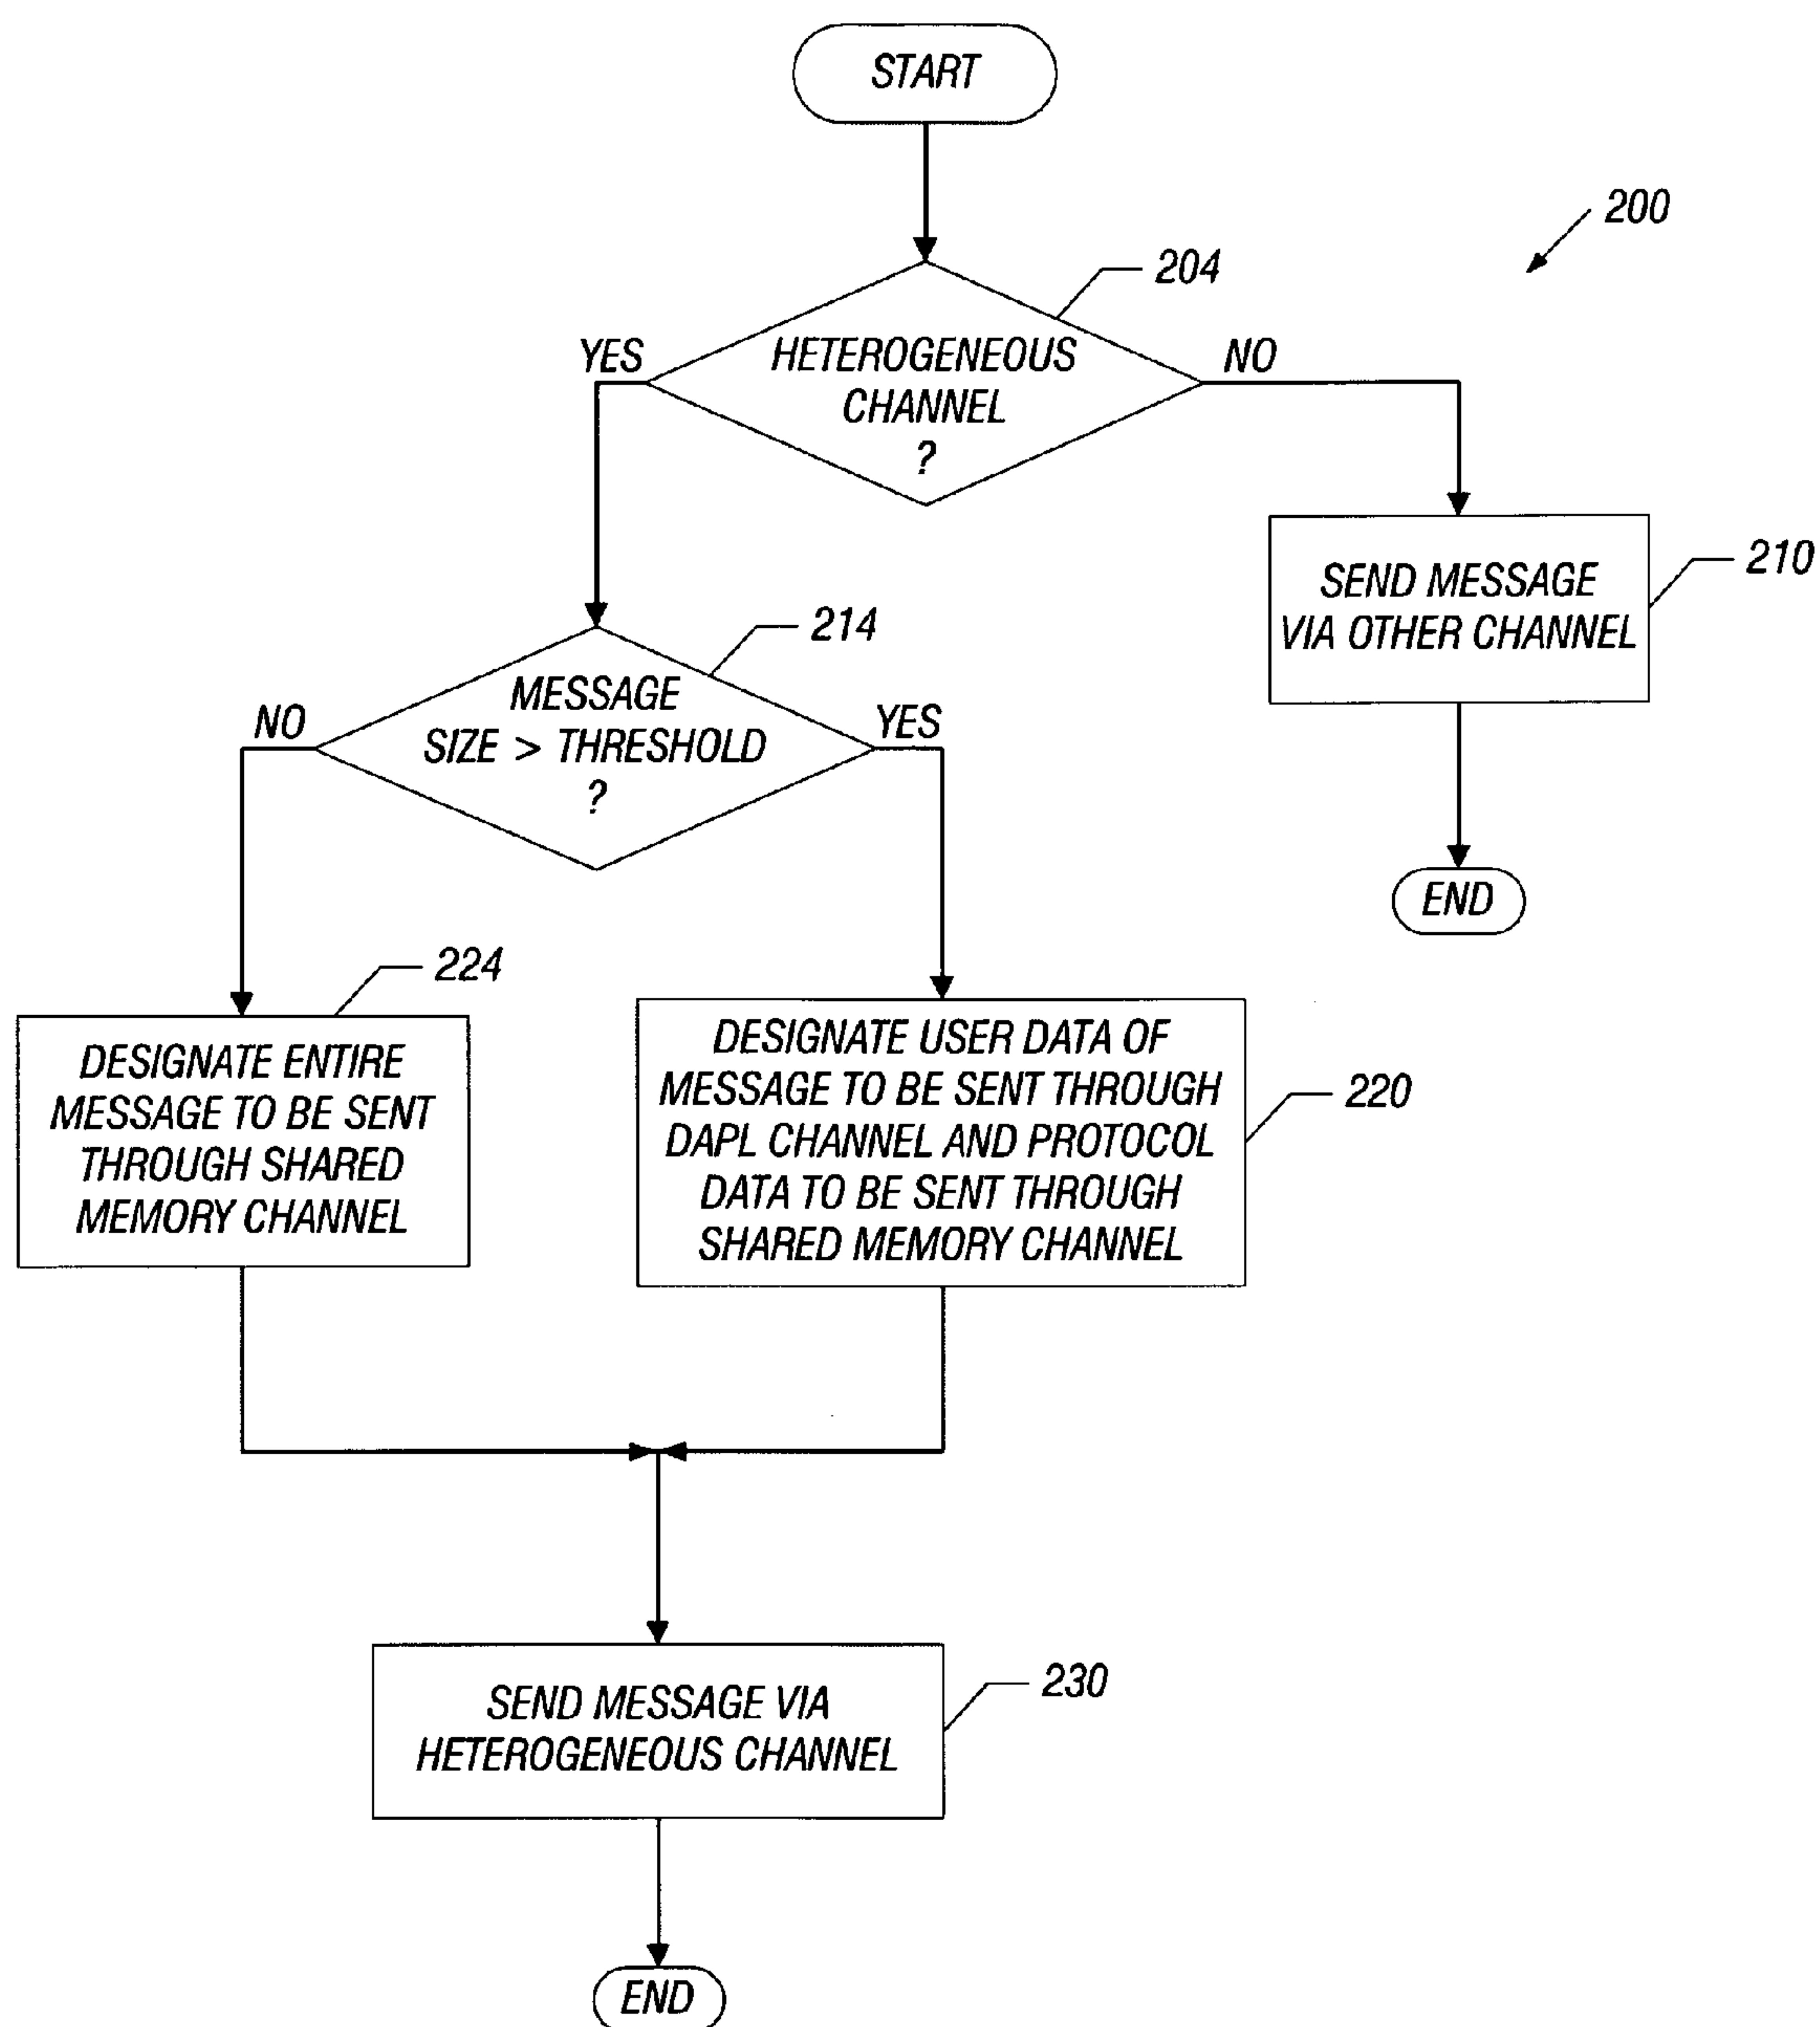 START
200
204
YES
HETEROGENEOUS
CHANNEL
?
NO
210
SEND MESSAGE
VIA OTHER CHANNEL
END
214
NO
MESSAGE
SIZE > THRESHOLD
?
YES
224
DESIGNATE ENTIRE
MESSAGE TO BE SENT
THROUGH SHARED
MEMORY CHANNEL
220
DESIGNATE USER DATA OF
MESSAGE TO BE SENT THROUGH
DAPL CHANNEL AND PROTOCOL
DATA TO BE SENT THROUGH
SHARED MEMORY CHANNEL
230
SEND MESSAGE VIA
HETEROGENEOUS CHANNEL
END